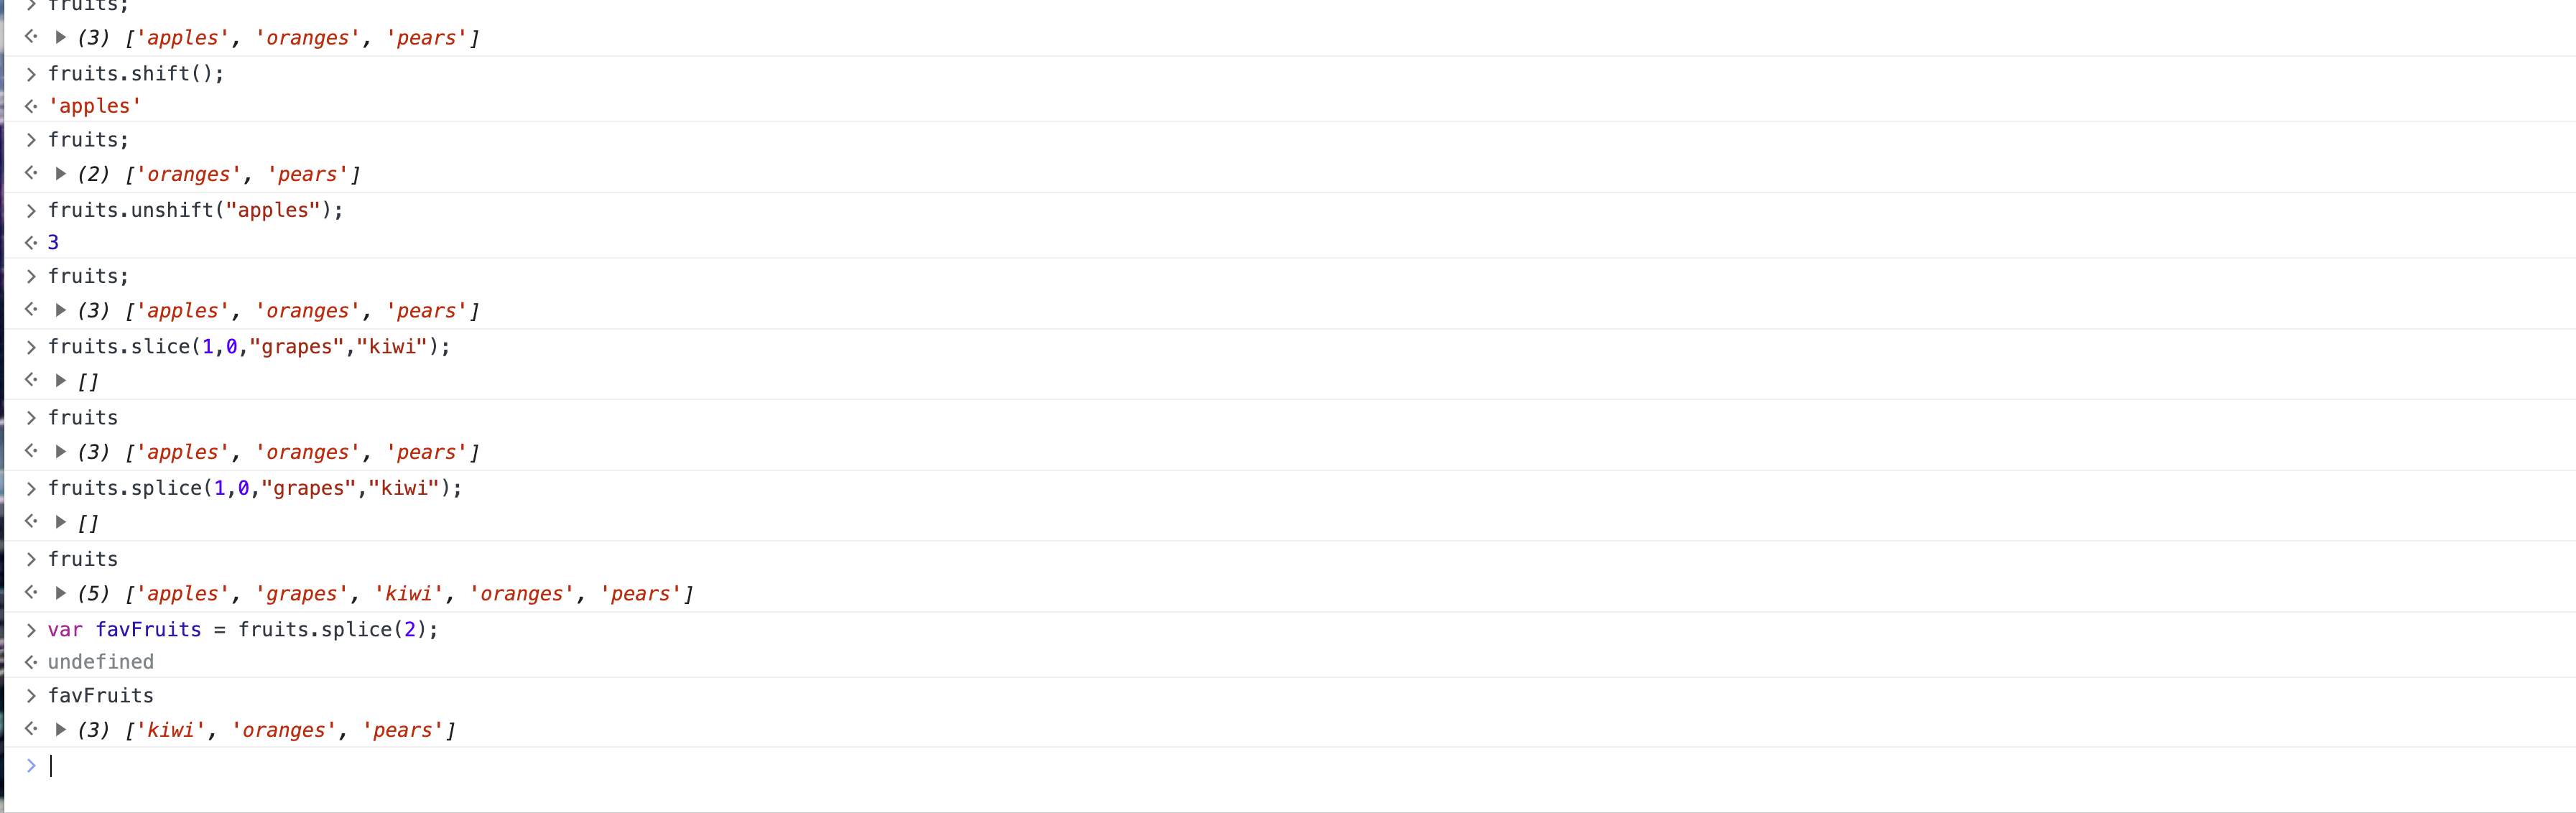 > fruits;
(3) ['apples', 'oranges', 'pears']
> fruits.shift();
'apples'
> fruits;
(2) ['oranges', 'pears']
> fruits.unshift("apples");
3
> fruits;
(3) ['apples', 'oranges', 'pears']
> fruits.slice(1,0,"grapes","kiwi");
[]
> fruits
(3) ['apples', 'oranges', 'pears']
> fruits.splice(1,0,"grapes","kiwi");
[]
> fruits
(5) ['apples', 'grapes', 'kiwi', 'oranges', 'pears']
> var favFruits = fruits.splice(2);
undefined
> favFruits
(3) ['kiwi', 'oranges', 'pears']
>